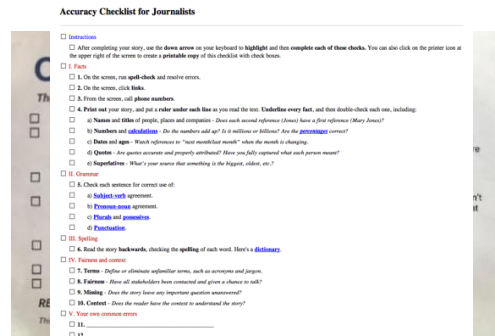 Accuracy Checklist for Journalists
Instructions
After completing your story, use the down arrow on your keyboard to highlight and then complete each of these checks. You can also click on the printer icon at
the upper right of the screen to create a printable copy of this checklist with check boxes.
I. Facts
1. On the screen, run spell-check and resolve errors.
2. On the screen, click links.
3. From the screen, call phone numbers.
4. Print out your story, and put a ruler under each line as you read the text. Underline every fact, and then double-check each one, including:
a) Names and titles of people, places and companies - Does each second reference (Jones) have a first reference (Mary Jones)?
b) Numbers and calculations - Do the numbers add up? Is it millions or billions? Are the percentages correct?
c) Dates and ages - Watch references to "next month/last month" when the month is changing.
d) Quotes - Are quotes accurate and properly attributed? Have you fully captured what each person meant?
e) Superlatives - What's your source that something is the biggest, oldest, etc.?
II. Grammar
5. Check each sentence for correct use of:
a) Subject-verb agreement.
b) Pronoun-noun agreement.
c) Plurals and possessives.
d) Punctuation.
III. Spelling
6. Read the story backwards, checking the spelling of each word. Here's a dictionary.
IV. Fairness and context
7. Terms - Define or eliminate unfamiliar terms, such as acronyms and jargon.
8. Fairness - Have all stakeholders been contacted and given a chance to talk?
9. Missing - Does the story leave any important question unanswered?
10. Context - Does the reader have the context to understand the story?
V. Your own common errors
11.